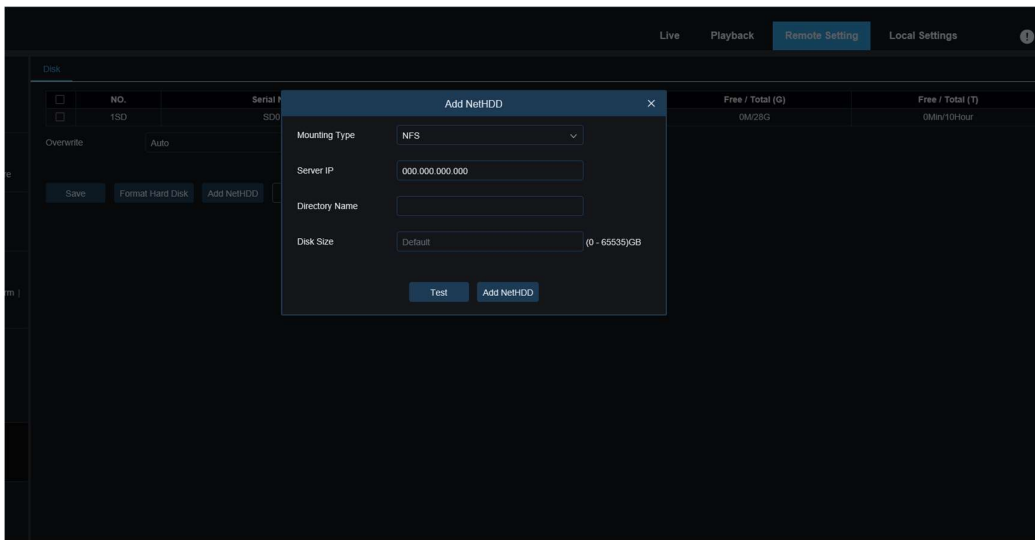 Live Playback Remote Setting Local Settings
Disk
NO. Serial N Free / Total (G) Free / Total (T)
1SD SD0 0M/28G 0Min/10Hour
Overwrite Auto
Save Format Hard Disk Add NetHDD
Add NetHDD
Mounting Type NFS
Server IP 000.000.000.000
Directory Name
Disk Size Default (0 - 65535)GB
Test Add NetHDD